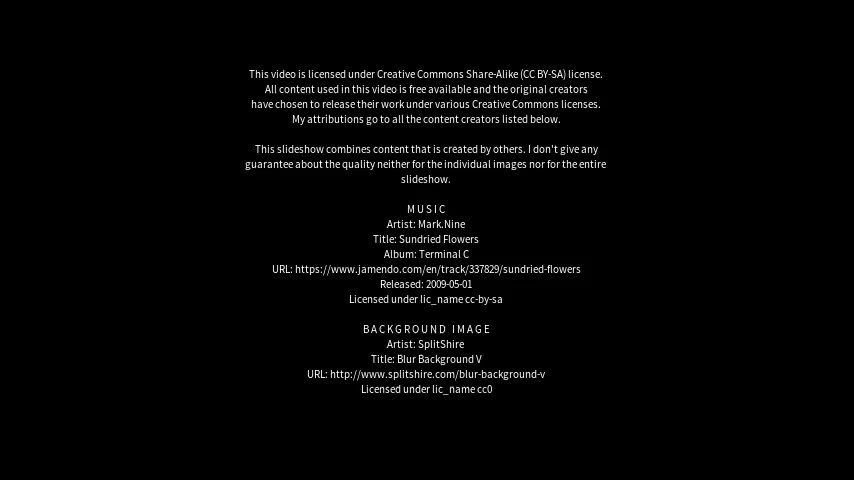 This video is licensed under Creative Commons Share-Alike (CC BY-SA) license.
All content used in this video is free available and the original creators
have chosen to release their work under various Creative Commons licenses.
My attributions go to all the content creators listed below.
This slideshow combines content that is created by others. I don't give any
guarantee about the quality neither for the individual images nor for the entire
slideshow.
MUSIC
Artist: Mark.Nine
Title: Sundried Flowers
Album: Terminal C
URL: https://www.jamendo.com/en/track/337829/sundried-flowers
Released: 2009-05-01
Licensed under lic_name cc-by-sa
BACKGROUND IMAGE
Artist: SplitShire
Title: Blur Background V
URL: http://www.splitshire.com/blur-background-v
Licensed under lic_name cc0